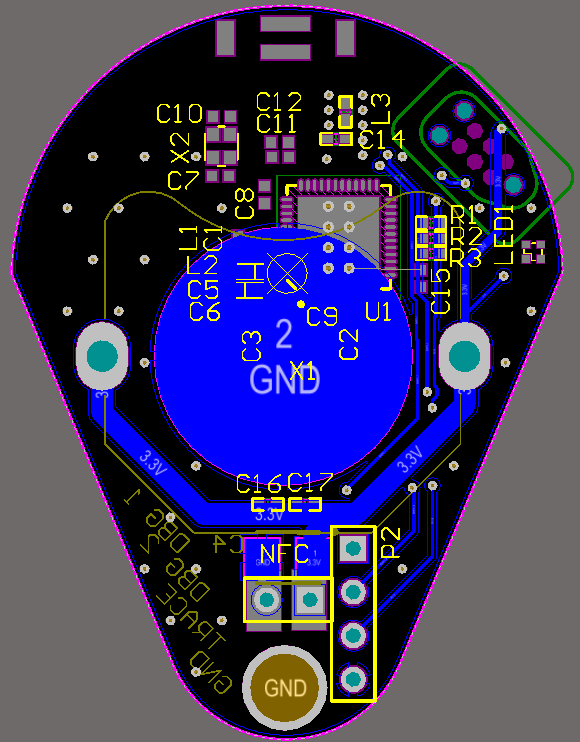 C12
C10
C11
L3
C14
X2
C7
C8
R1
L1
C1
R2
LED1
L2
R3
C5
C15
C6
C9
U1
2
C3
C2
X1
GND
3.3V
3.3V
C16 C17
3.3V
DBG 1
DBG 2
TRACE
GND
C4
NFC
P2
GND
1
3.3V
GND